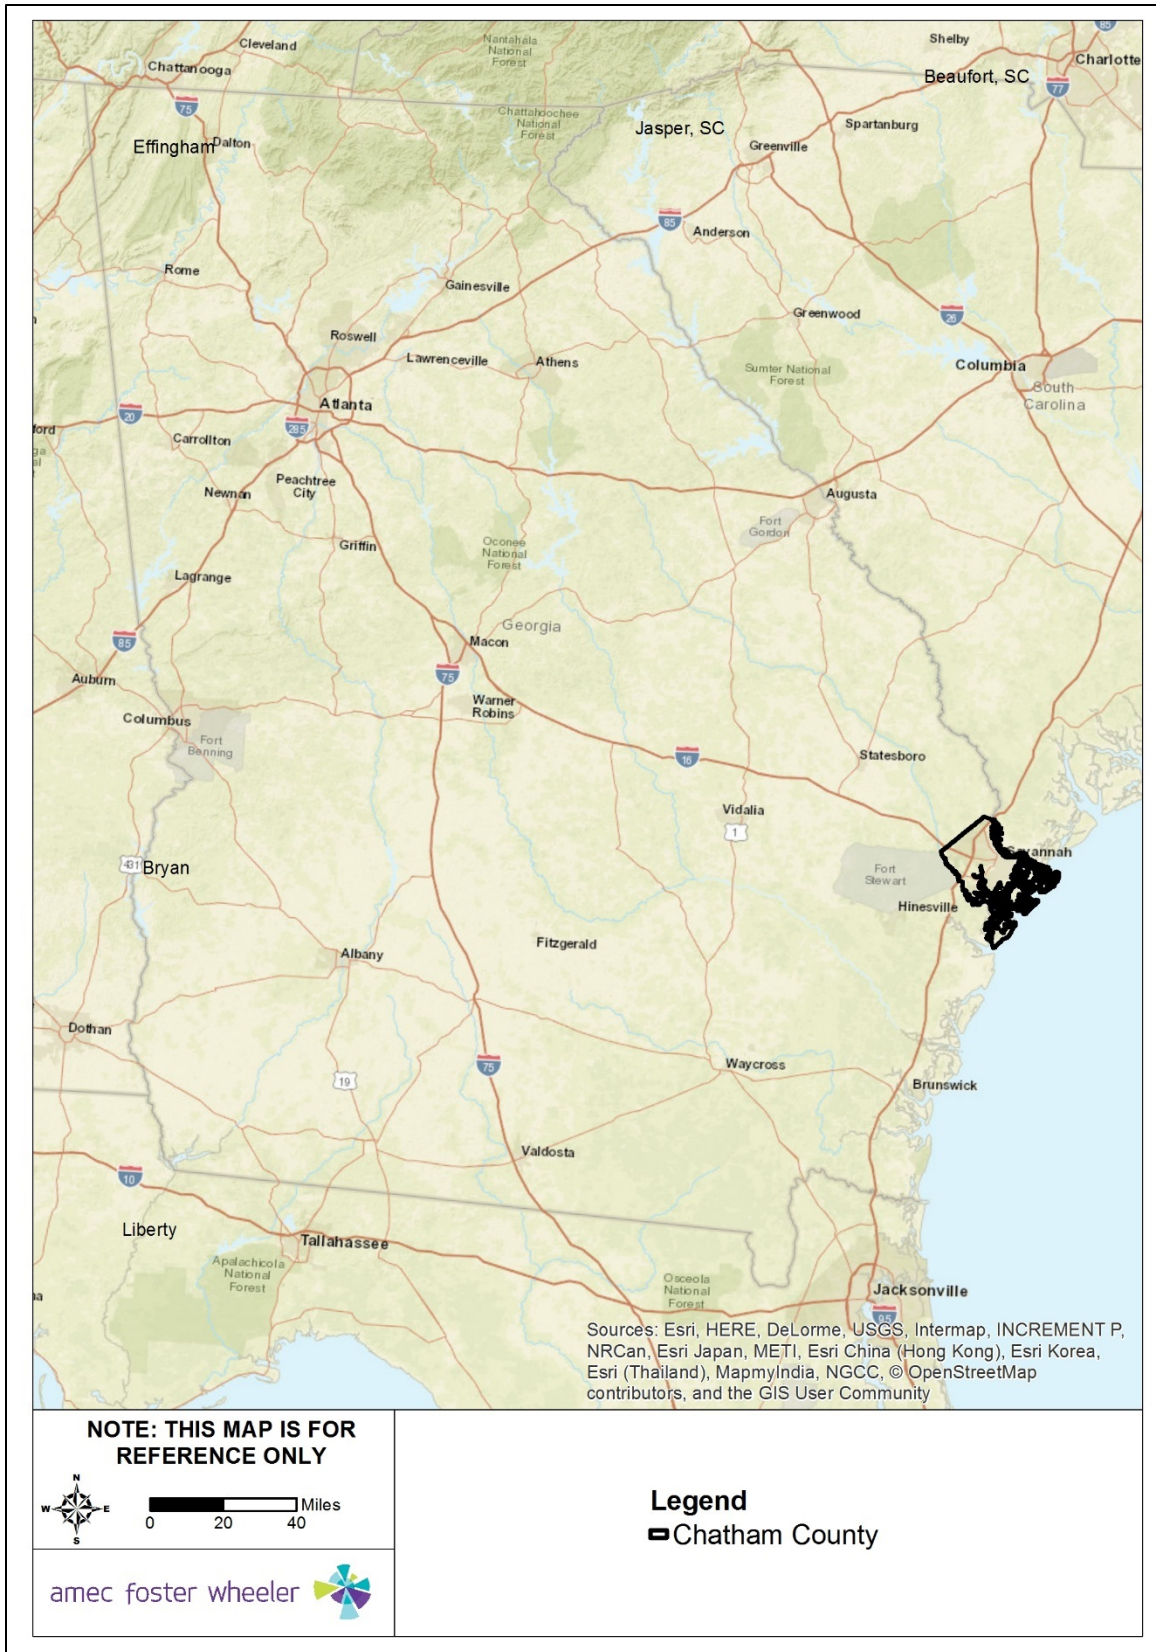 Cleveland
Nantahala
National
Forest
Shelby
85
Charlotte
Chattanooga
Beaufort, SC
77
75
Chattahoochee
National
Forest
Jasper, SC
Spartanburg
Effingham
Dalton
Greenville
85
Anderson
Rome
Gainesville
Greenwood
26
Roswell
Lawrenceville
Athens
Sumter National
Forest
Columbia
South
Carolina
Atlanta
20
285
ford
ga
al
Carrollton
Peachtree
City
Newnan
Augusta
Fort
Gordon
Griffin
Oconee
National
Forest
Lagrange
Georgia
85
Macon
75
Auburn
Warner
Robins
Columbus
Fort
Benning
16
Statesboro
Vidalia
1
Savannah
431
Bryan
Fort
Stewart
Hinesville
Fitzgerald
Albany
Dothan
75
Waycross
19
Brunswick
Valdosta
10
Liberty
Tallahassee
Apalachicola
National
Forest
Osceola
National
Forest
Jacksonville
95
na
Sources: Esri, HERE, DeLorme, USGS, Intermap, INCREMENT P,
NRCan, Esri Japan, METI, Esri China (Hong Kong), Esri Korea,
Esri (Thailand), MapmyIndia, NGCC, © OpenStreetMap
contributors, and the GIS User Community
NOTE: THIS MAP IS FOR
REFERENCE ONLY
N
W E
S
Miles
0 20 40
Legend
Chatham County
amec foster wheeler